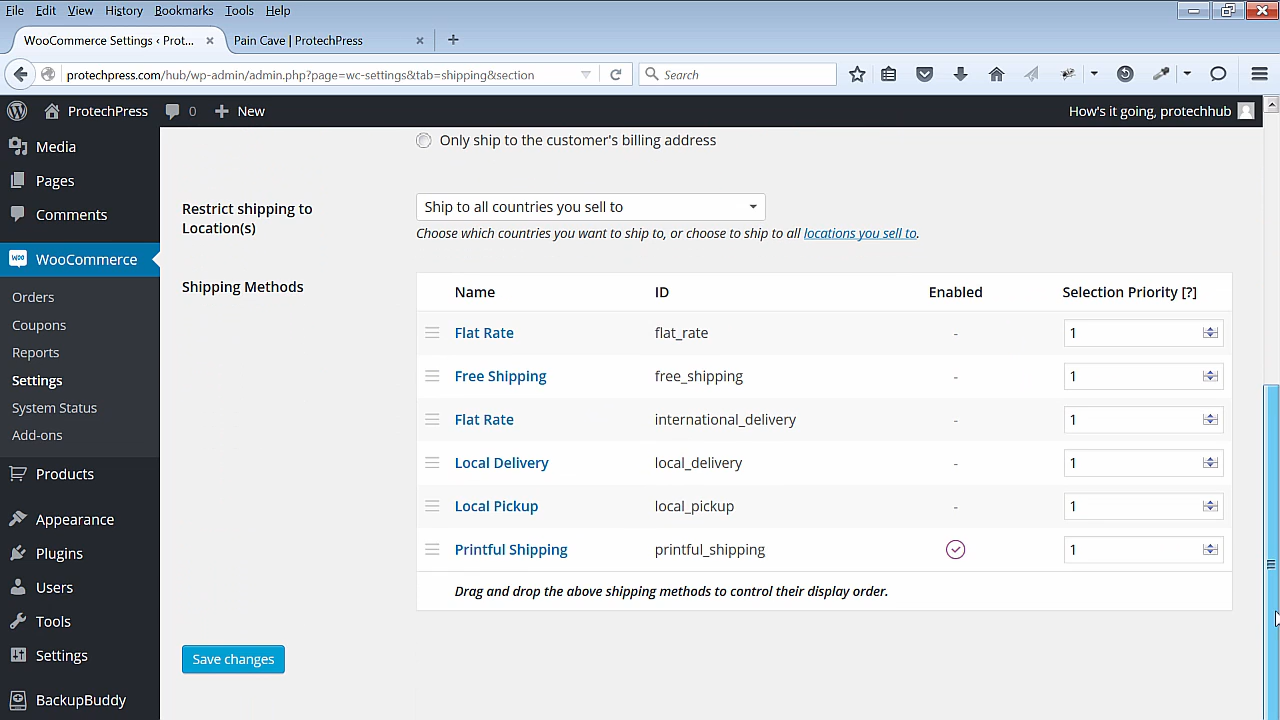 File Edit View History Bookmarks Tools Help
WooCommerce Settings ‹ Prot... × Pain Cave | ProtechPress × +
protechpress.com/hub/wp-admin/admin.php?page=wc-settings&tab=shipping&section Search
ProtechPress 0 + New How's it going, protechhub
Media
Pages
Comments
WooCommerce
Orders
Coupons
Reports
Settings
System Status
Add-ons
Products
Appearance
Plugins
Users
Tools
Settings
BackupBuddy
Only ship to the customer's billing address
Restrict shipping to
Location(s)
Ship to all countries you sell to
Choose which countries you want to ship to, or choose to ship to all locations you sell to.
Shipping Methods
Name ID Enabled Selection Priority [?]
Flat Rate flat_rate - 1
Free Shipping free_shipping - 1
Flat Rate international_delivery - 1
Local Delivery local_delivery - 1
Local Pickup local_pickup - 1
Printful Shipping printful_shipping 1
Drag and drop the above shipping methods to control their display order.
Save changes